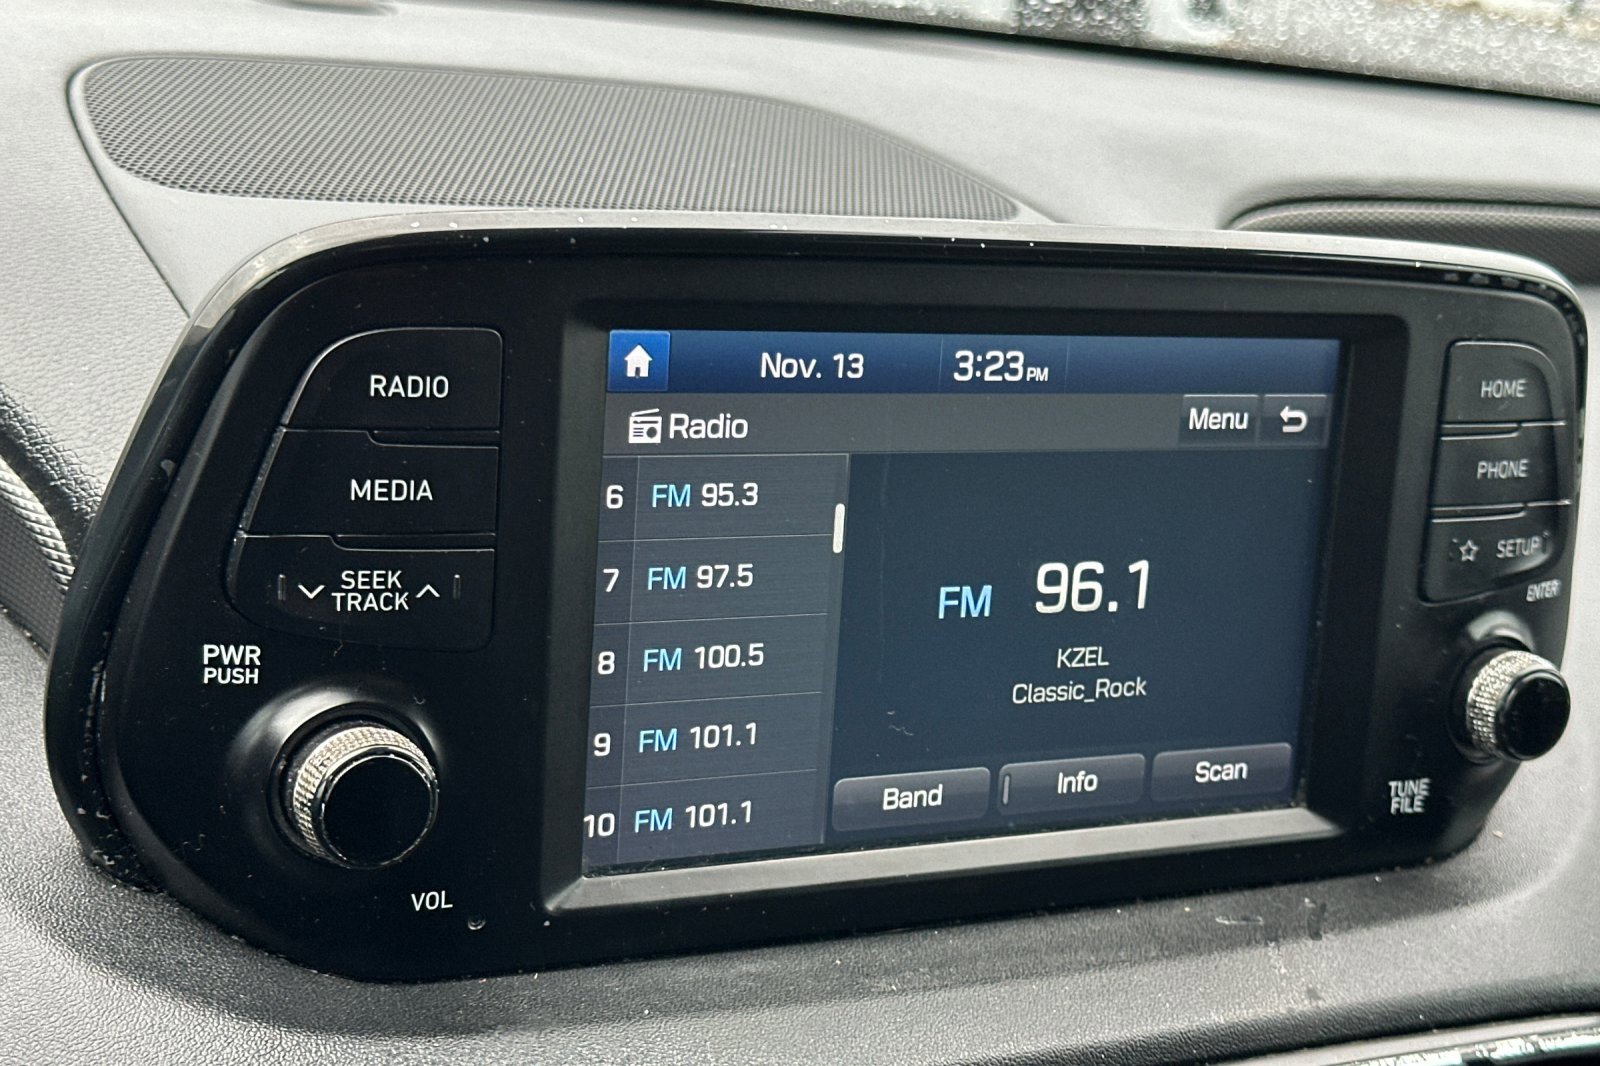 RADIO
MEDIA
SEEK
TRACK
PWR
PUSH
VOL
Nov. 13
3:23PM
Radio
Menu
6 FM 95.3
7 FM 97.5
8 FM 100.5
9 FM 101.1
10 FM 101.1
FM 96.1
KZEL
Classic_Rock
Band
Info
Scan
HOME
PHONE
SETUP
ENTER
TUNE
FILE